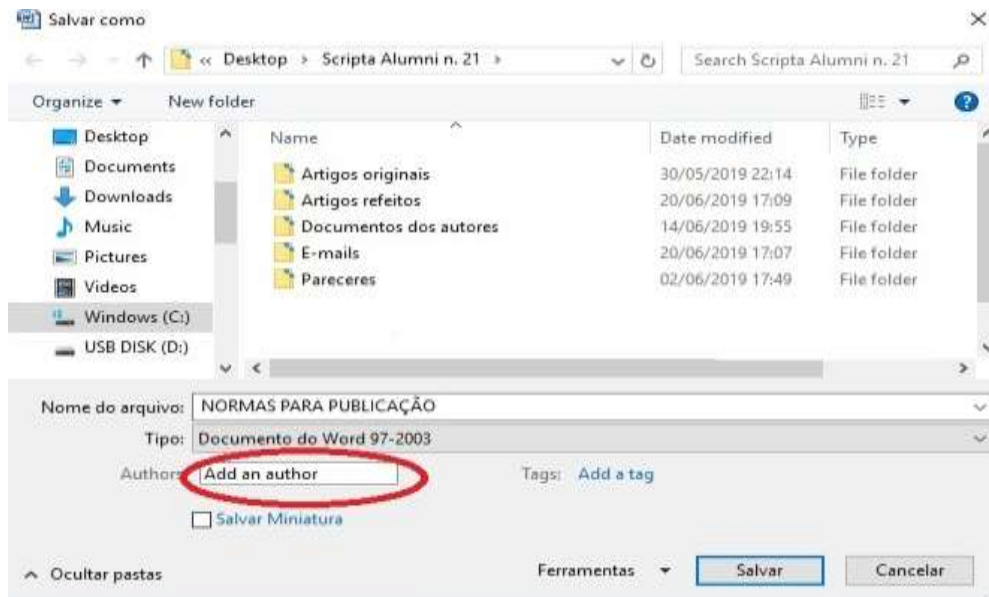 Salvar como
« Desktop › Scripta Alumni n. 21 › Search Scripta Alumni n. 21
Organize New folder
Desktop
Documents
Downloads
Music
Pictures
Videos
Windows (C:)
USB DISK (D:)
Name Date modified Type
Artigos originais 30/05/2019 22:14 File folder
Artigos refeitos 20/06/2019 17:09 File folder
Documentos dos autores 14/06/2019 19:55 File folder
E-mails 20/06/2019 17:07 File folder
Pareceres 02/06/2019 17:49 File folder
Nome do arquivo: NORMAS PARA PUBLICAÇÃO
Tipo: Documento do Word 97-2003
Authors: Add an author Tags: Add a tag
Salvar Miniatura
Ocultar pastas Ferramentas Salvar Cancelar